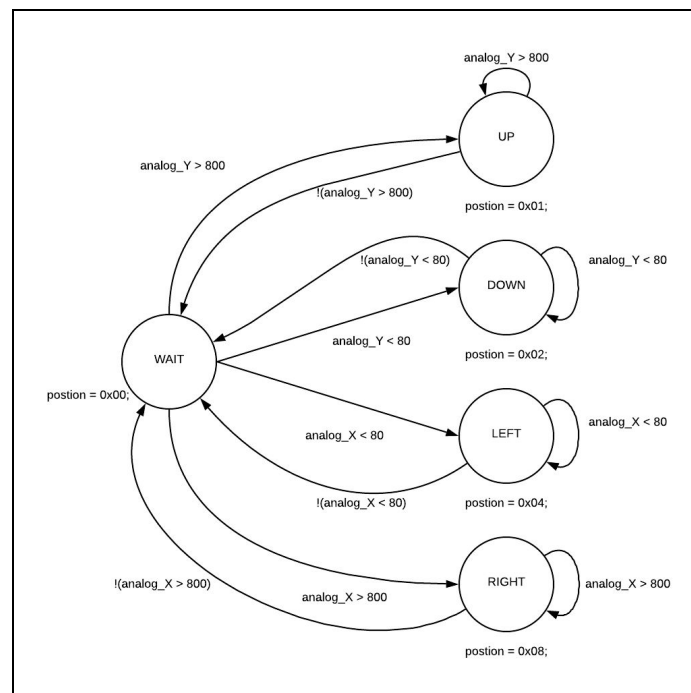 analog_Y > 800
UP
analog_Y > 800
!(analog_Y > 800)
postion = 0x01;
!(analog_Y < 80)
analog_Y < 80
DOWN
analog_Y < 80
postion = 0x02;
WAIT
postion = 0x00;
analog_X < 80
LEFT
analog_X < 80
!(analog_X < 80)
postion = 0x04;
RIGHT
!(analog_X > 800)
analog_X > 800
analog_X > 800
postion = 0x08;